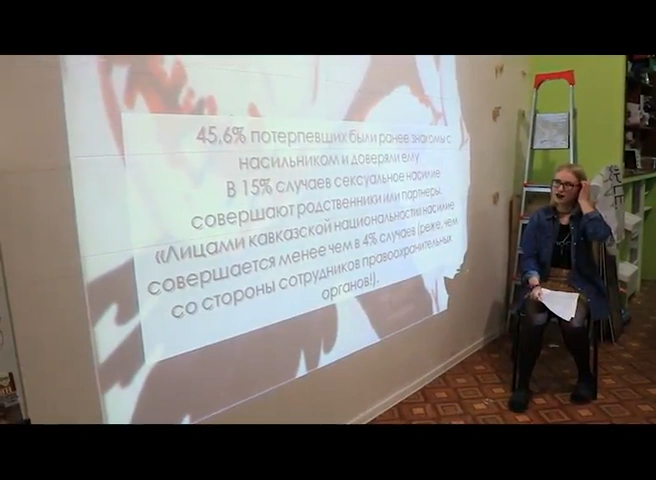 45,6% потерпевших были ранее знакомы с
насильником и доверяли ему
В 15% случаев сексуальное насилие
совершают родственники или партнеры.
«Лицами кавказской национальности» насилие
совершается менее чем в 4% случаев (реже, чем
со стороны сотрудников правоохранительных
органов!).